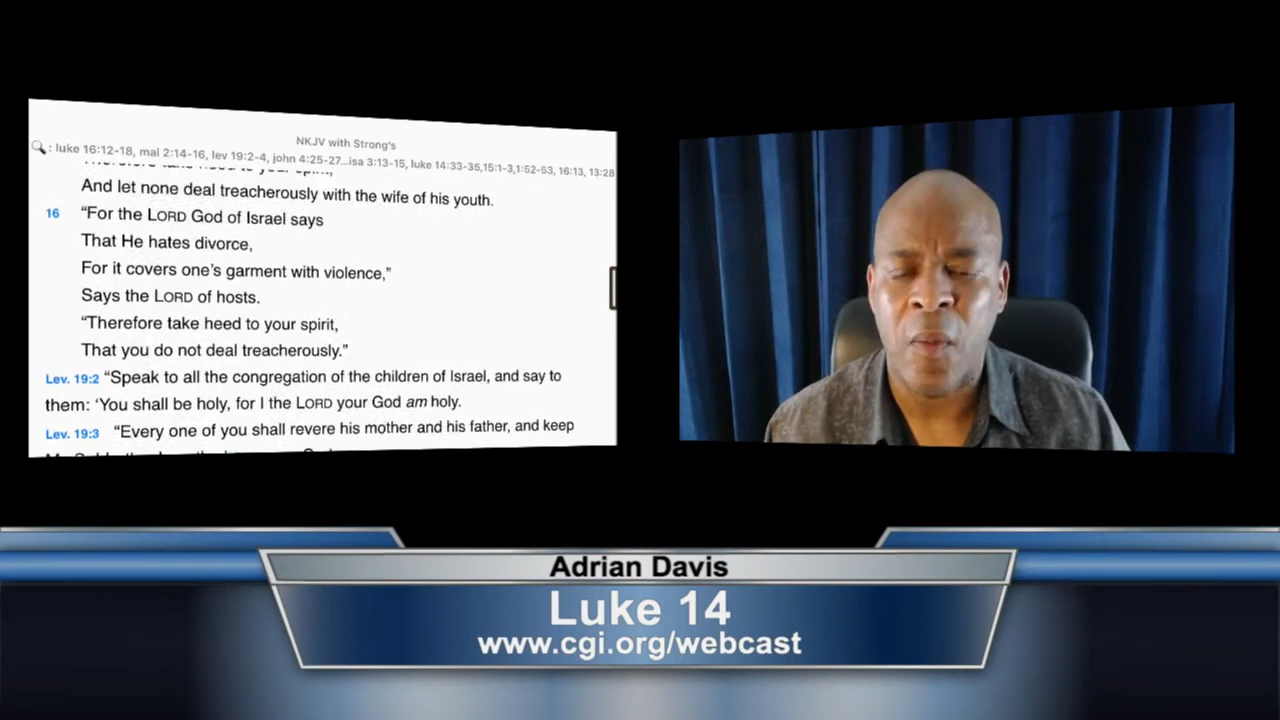 NKJV with Strong's
: luke 16:12-18, mal 2:14-16, lev 19:2-4, john 4:25-27...isa 3:13-15, luke 14:33-35,15:1-3,1:52-53, 16:13, 13:28
Therefore take heed to your spirit,
And let none deal treacherously with the wife of his youth.
16 “For the LORD God of Israel says
That He hates divorce,
For it covers one’s garment with violence,”
Says the LORD of hosts.
“Therefore take heed to your spirit,
That you do not deal treacherously.”
Lev. 19:2 “Speak to all the congregation of the children of Israel, and say to
them: ‘You shall be holy, for I the LORD your God am holy.
Lev. 19:3 “Every one of you shall revere his mother and his father, and keep
Adrian Davis
Luke 14
www.cgi.org/webcast